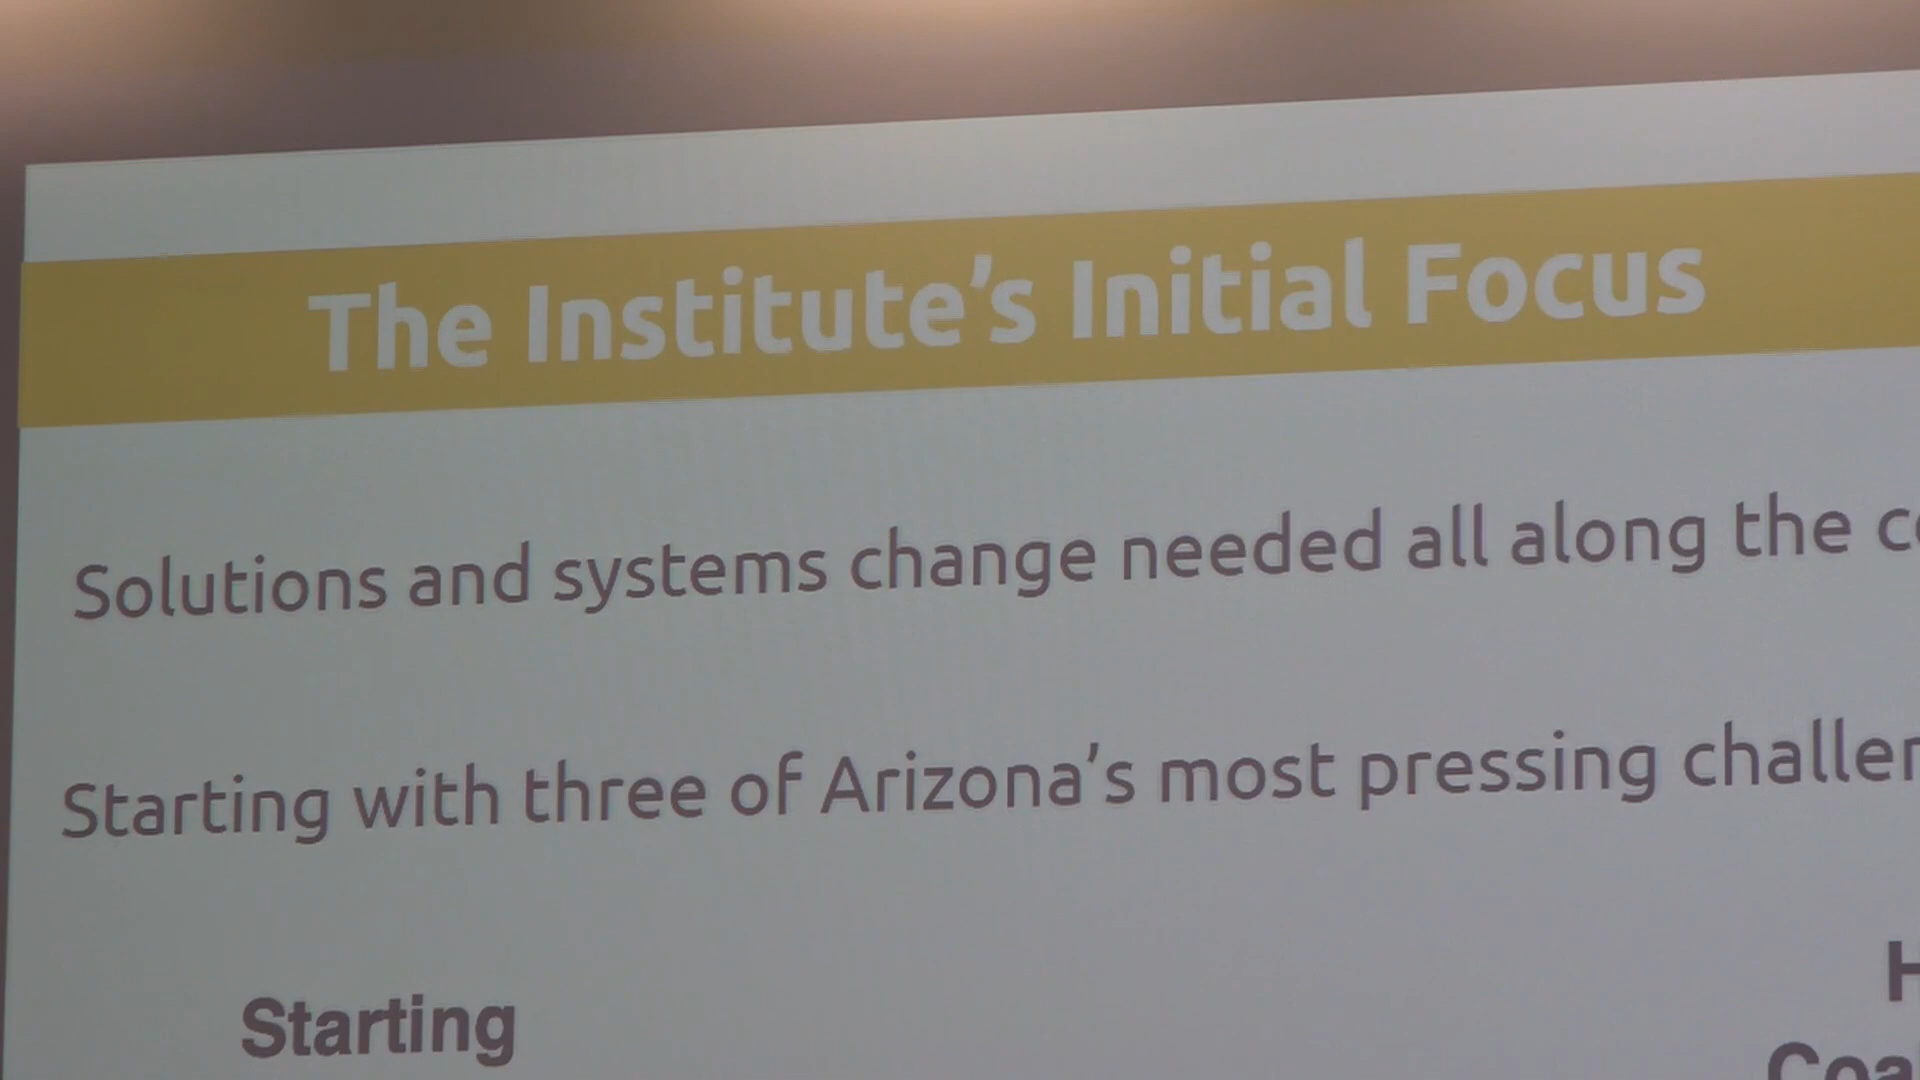 The Institute’s Initial Focus
Solutions and systems change needed all along the
Starting with three of Arizona’s most pressing
Starting